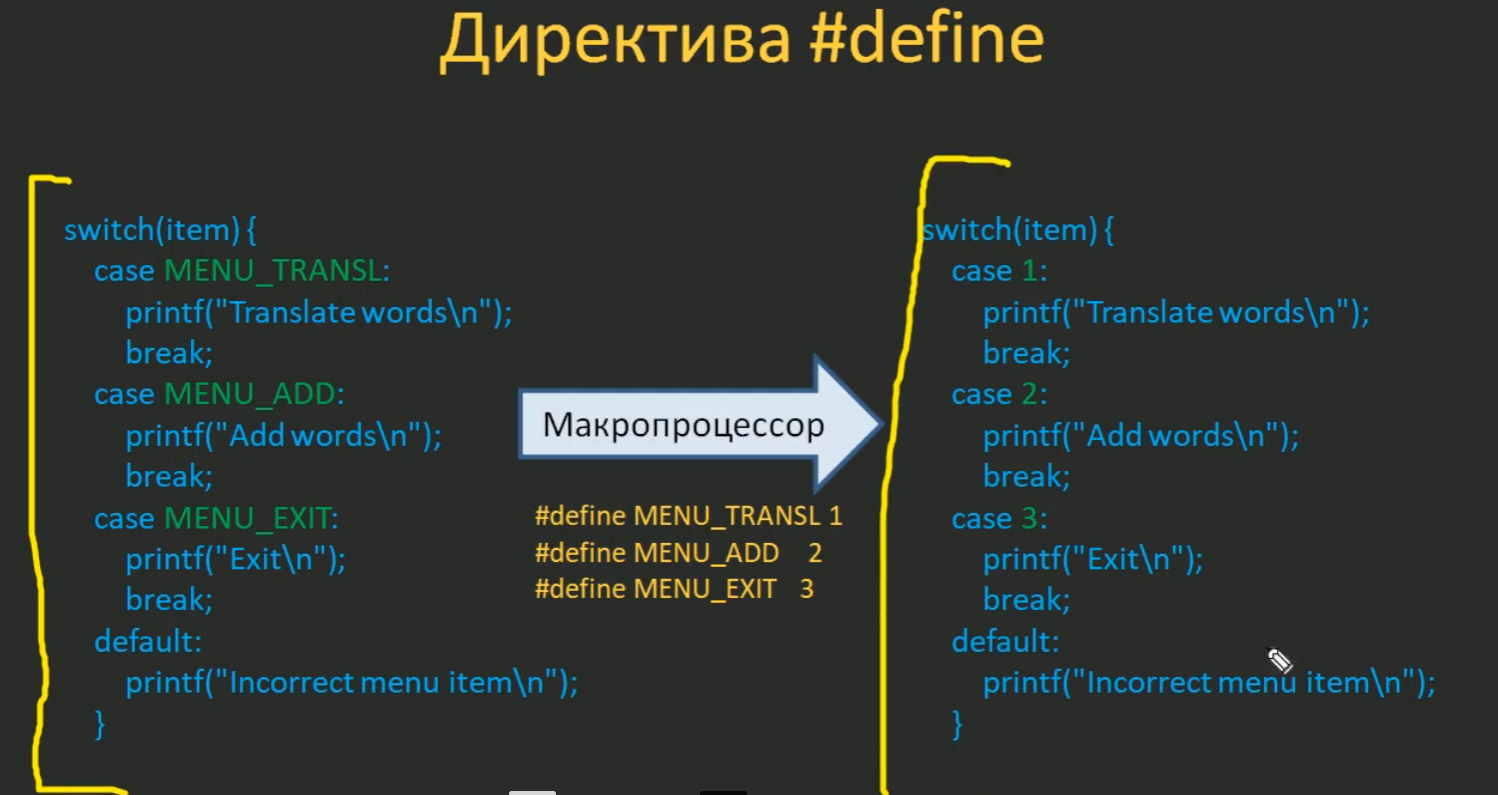 Директива #define
switch(item) {
case MENU_TRANSL:
printf("Translate words\n");
break;
case MENU_ADD:
printf("Add words\n");
break;
case MENU_EXIT:
printf("Exit\n");
break;
default:
printf("Incorrect menu item\n");
}
Макропроцессор
#define MENU_TRANSL 1
#define MENU_ADD 2
#define MENU_EXIT 3
switch(item) {
case 1:
printf("Translate words\n");
break;
case 2:
printf("Add words\n");
break;
case 3:
printf("Exit\n");
break;
default:
printf("Incorrect menu item\n");
}